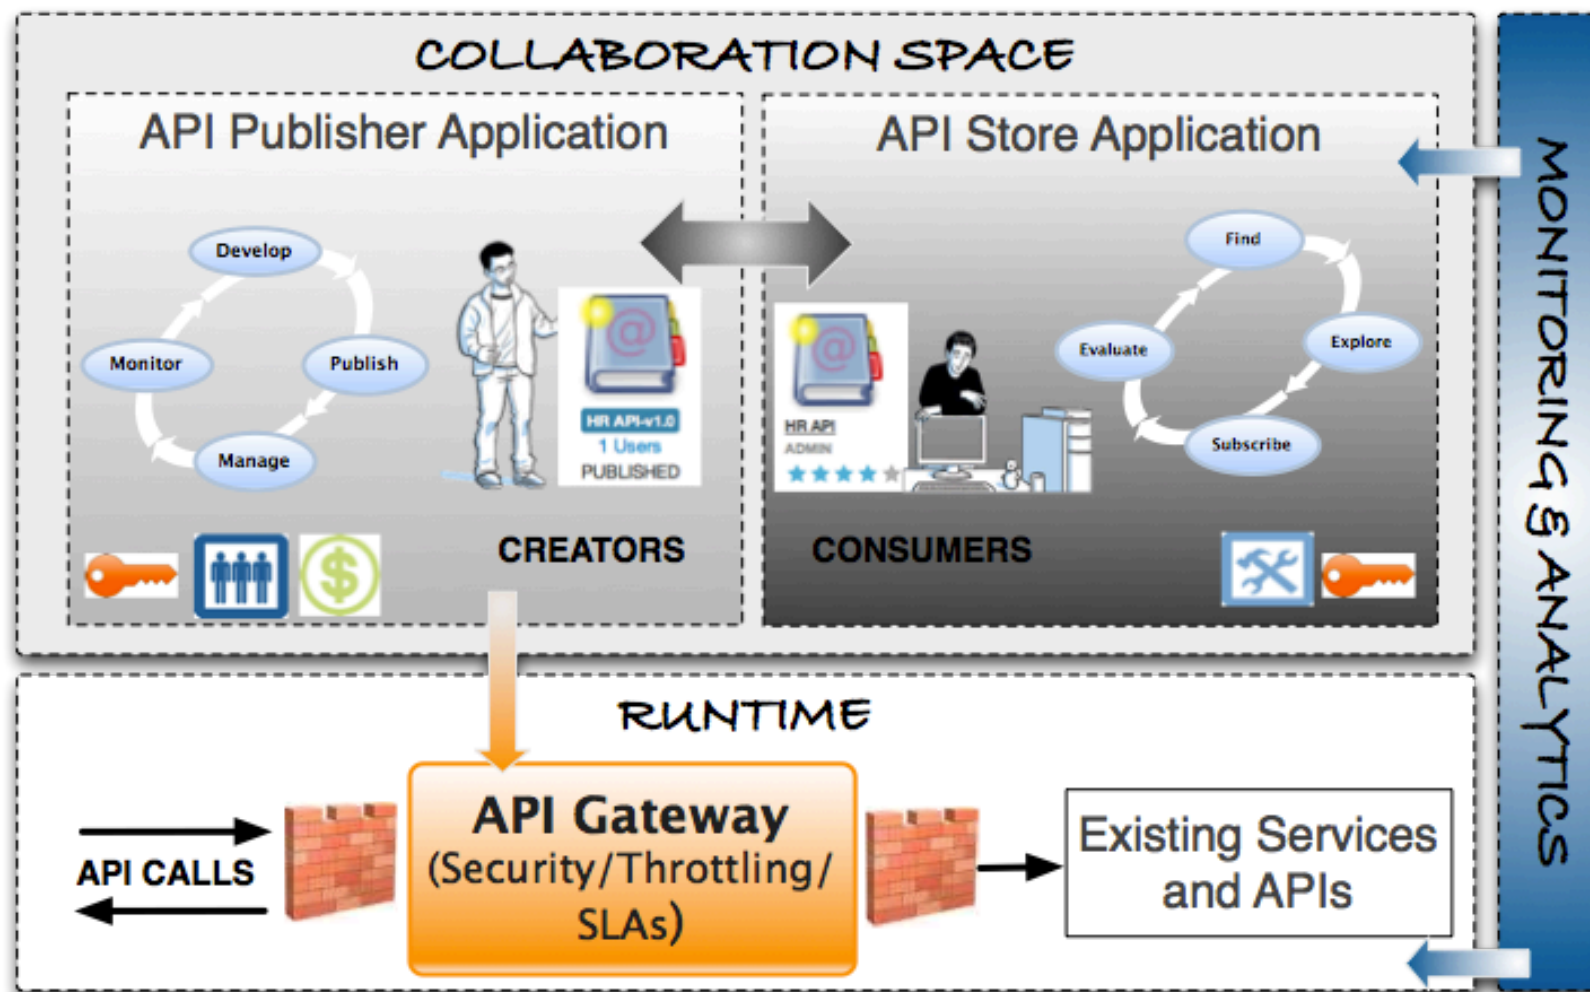 COLLABORATION SPACE
API Publisher Application
Develop
Monitor
Publish
Manage
HR API-v1.0
1 Users
PUBLISHED
CREATORS
API Store Application
Find
Evaluate
Explore
Subscribe
HR API
ADMIN
CONSUMERS
RUNTIME
API CALLS
API Gateway
(Security/Throttling/
SLAs)
Existing Services
and APIs
MONITORING & ANALYTICS